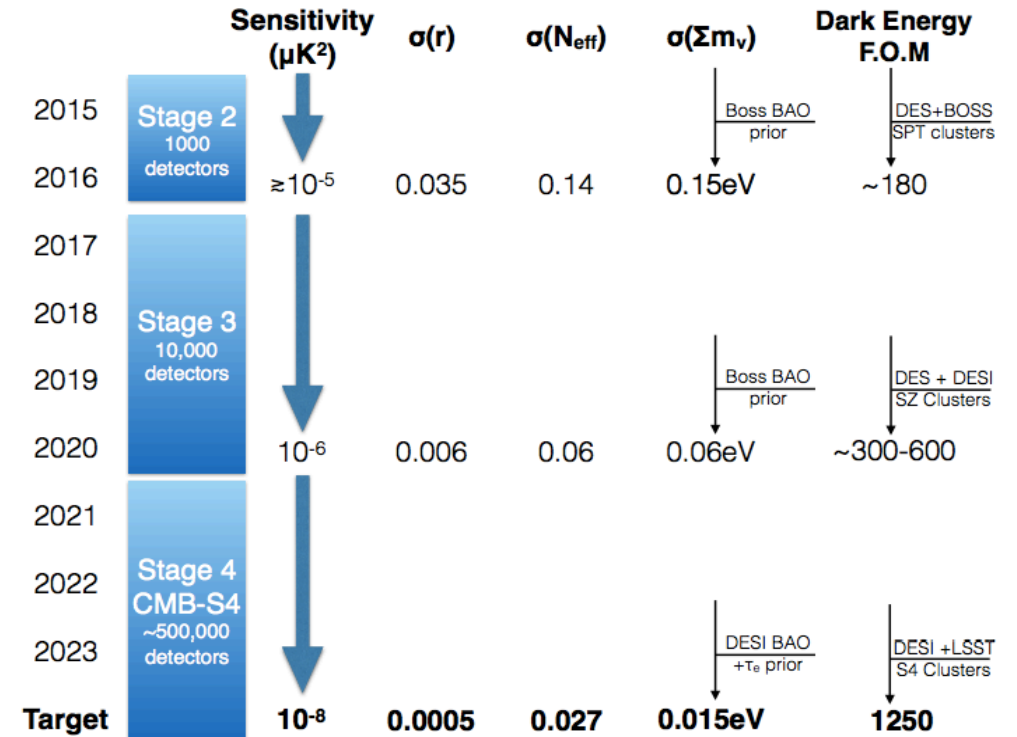 Sensitivity (μK²) σ(r) σ(Neff) σ(Σmν) Dark Energy F.O.M
2015
Stage 2
1000
detectors
Boss BAO
prior
DES+BOSS
SPT clusters
2016 ≳10⁻⁵ 0.035 0.14 0.15eV ~180
2017
2018
Stage 3
10,000
detectors
2019
Boss BAO
prior
DES + DESI
SZ Clusters
2020 10⁻⁶ 0.006 0.06 0.06eV ~300-600
2021
2022
Stage 4
CMB-S4
~500,000
detectors
2023
DESI BAO
+τe prior
DESI +LSST
S4 Clusters
Target 10⁻⁸ 0.0005 0.027 0.015eV 1250